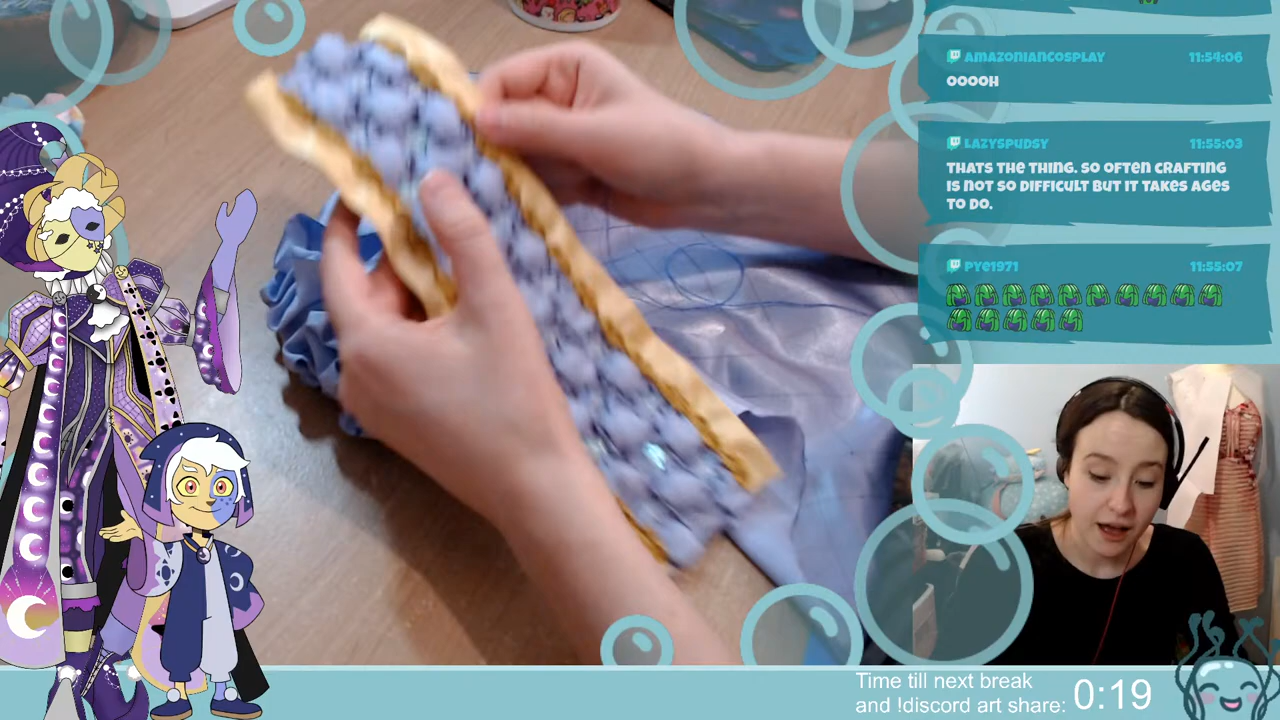 AMAZONIANCOSPLAY 11:54:06
OOOOH
LAZYSPUDSY 11:55:03
THATS THE THING. SO OFTEN CRAFTING
IS NOT SO DIFFICULT BUT IT TAKES AGES
TO DO.
PYE1971 11:55:07
Time till next break
and !discord art share: 0:19